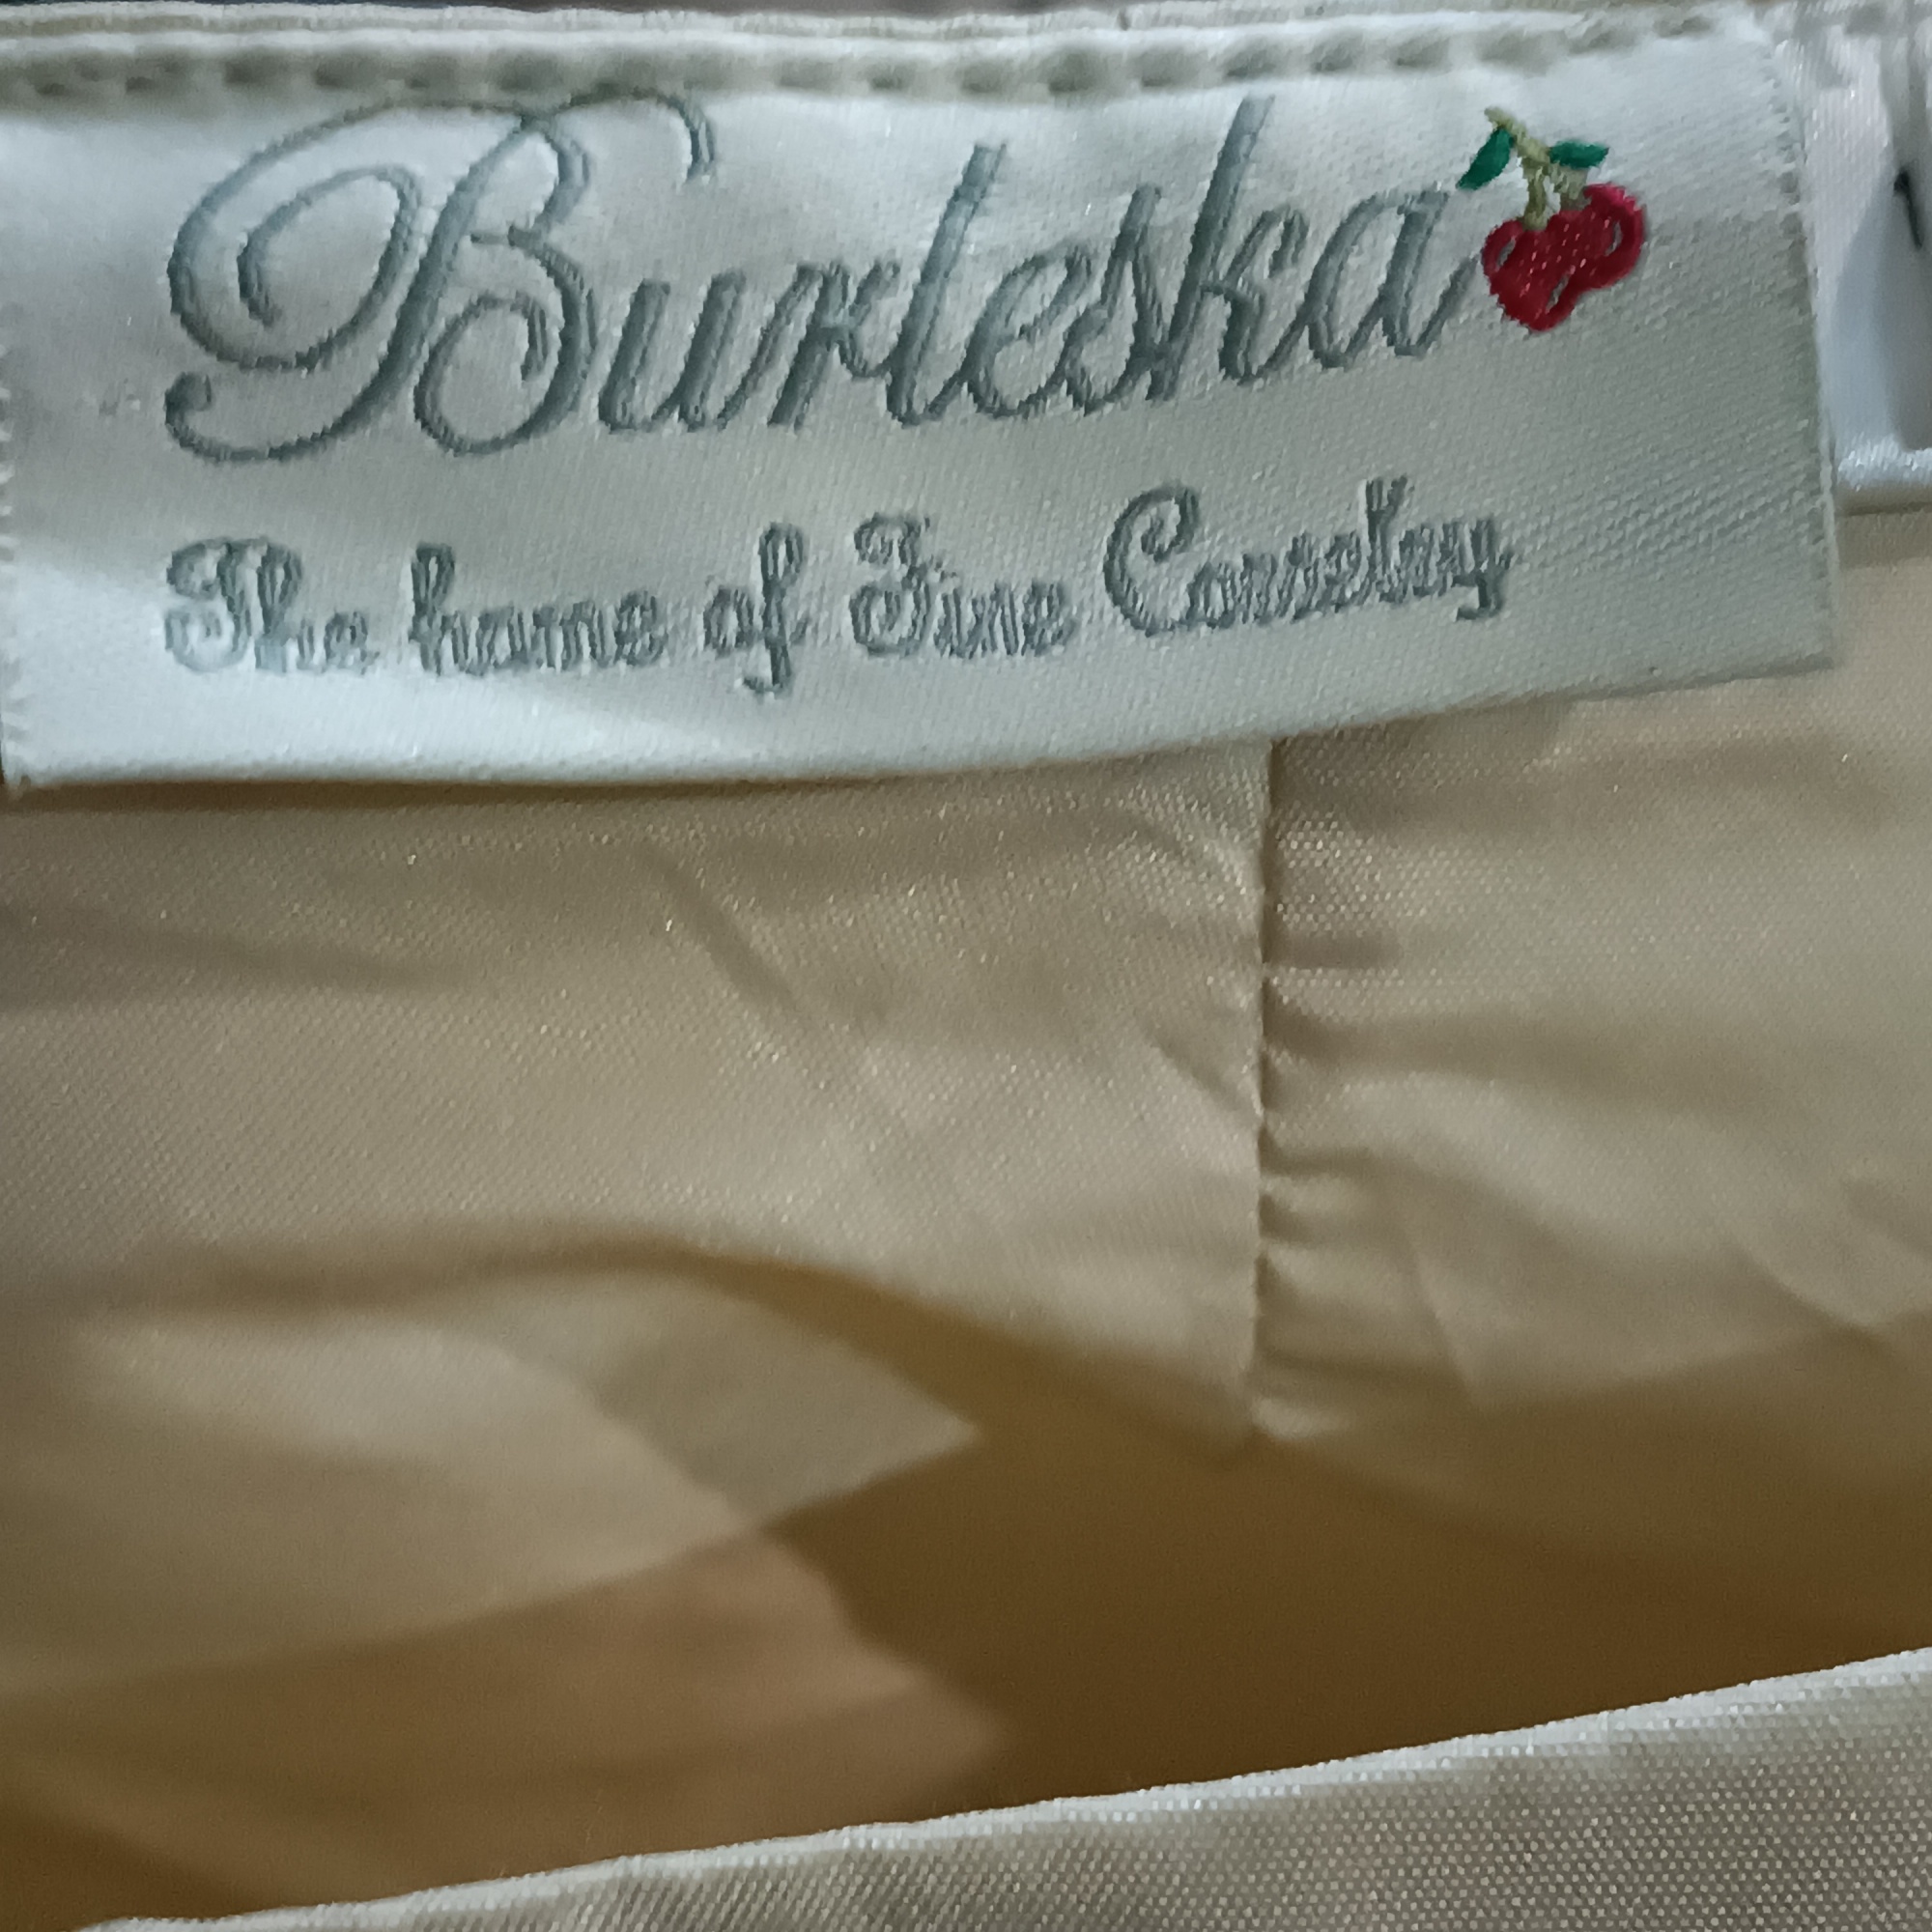 Burleska
The home of Fine Corsetry